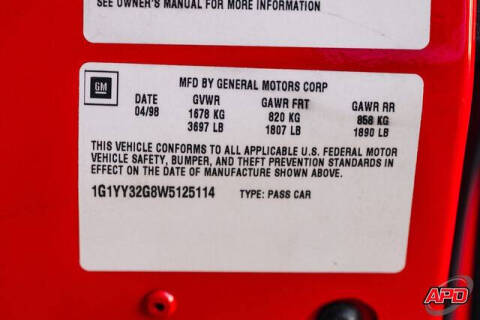 SEE OWNER'S MANUAL FOR MORE INFORMATION
GM
MFD BY GENERAL MOTORS CORP
DATE GVWR GAWR FRT GAWR RR
04/98 1678 KG 820 KG 858 KG
3697 LB 1807 LB 1890 LB
THIS VEHICLE CONFORMS TO ALL APPLICABLE U.S. FEDERAL MOTOR
VEHICLE SAFETY, BUMPER, AND THEFT PREVENTION STANDARDS IN
EFFECT ON THE DATE OF MANUFACTURE SHOWN ABOVE.
1G1YY32G8W5125114 TYPE: PASS CAR
APD